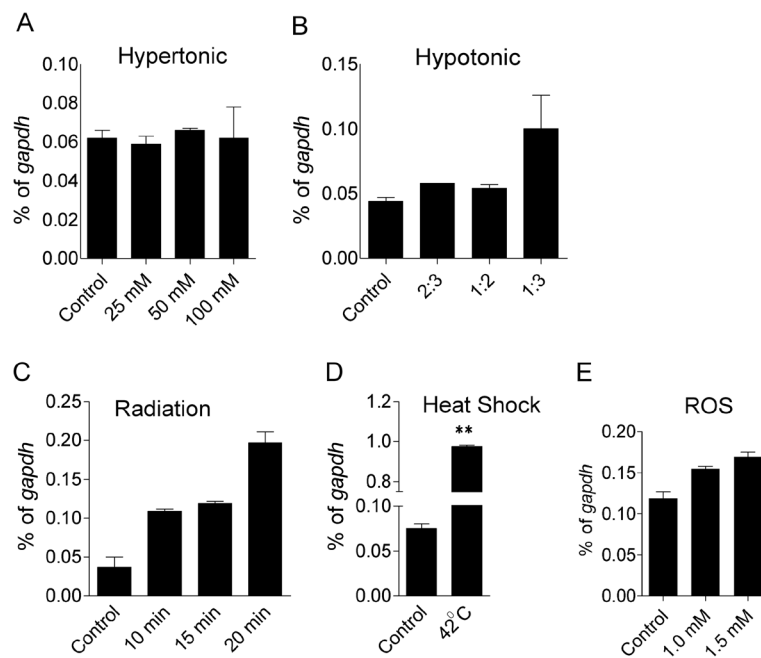 A
Hypertonic
% of gapdh
0.10
0.08
0.06
0.04
0.02
0.00
Control
25 mM
50 mM
100 mM
B
Hypotonic
% of gapdh
0.15
0.10
0.05
0.00
Control
2:3
1:2
1:3
C
Radiation
% of gapdh
0.25
0.20
0.15
0.10
0.05
0.00
Control
10 min
15 min
20 min
D
Heat Shock
**
% of gapdh
1.2
1.0
0.8
0.10
0.05
0.00
Control
42°C
E
ROS
% of gapdh
0.20
0.15
0.10
0.05
0.00
Control
1.0 mM
1.5 mM